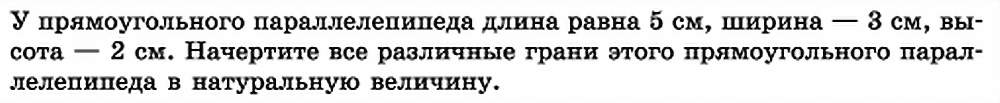 У прямоугольного параллелепипеда длина равна 5 см, ширина — 3 см, вы-
сота — 2 см. Начертите все различные грани этого прямоугольного парал-
лелепипеда в натуральную величину.